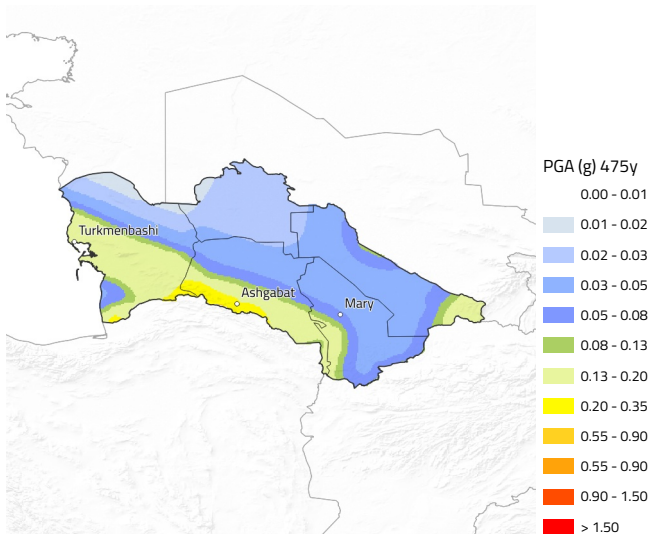 PGA (g) 475y
0.00 - 0.01
0.01 - 0.02
0.02 - 0.03
0.03 - 0.05
0.05 - 0.08
0.08 - 0.13
0.13 - 0.20
0.20 - 0.35
0.55 - 0.90
0.55 - 0.90
0.90 - 1.50
> 1.50
Turkmenbashi
Ashgabat
Mary